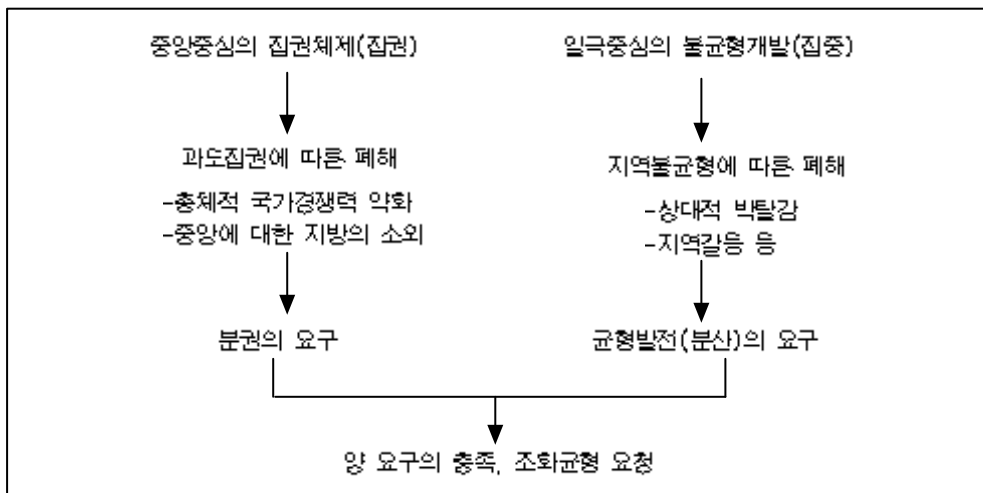 중앙중심의 집권체제(집권)
일극중심의 불균형개발(집중)
과도집권에 따른 폐해
-총체적 국가경쟁력 약화
-중앙에 대한 지방의 소외
지역불균형에 따른 폐해
-상대적 박탈감
-지역갈등 등
분권의 요구
균형발전(분산)의 요구
양 요구의 충족, 조화균형 요청